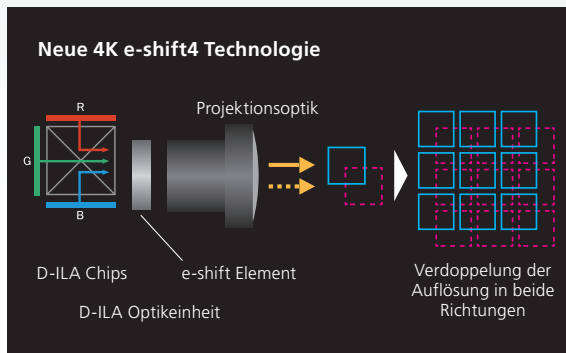 Neue 4K e-shift4 Technologie
R
Projektionsoptik
G
B
D-ILA Chips
e-shift Element
Verdoppelung der
Auflösung in beide
Richtungen
D-ILA Optikeinheit